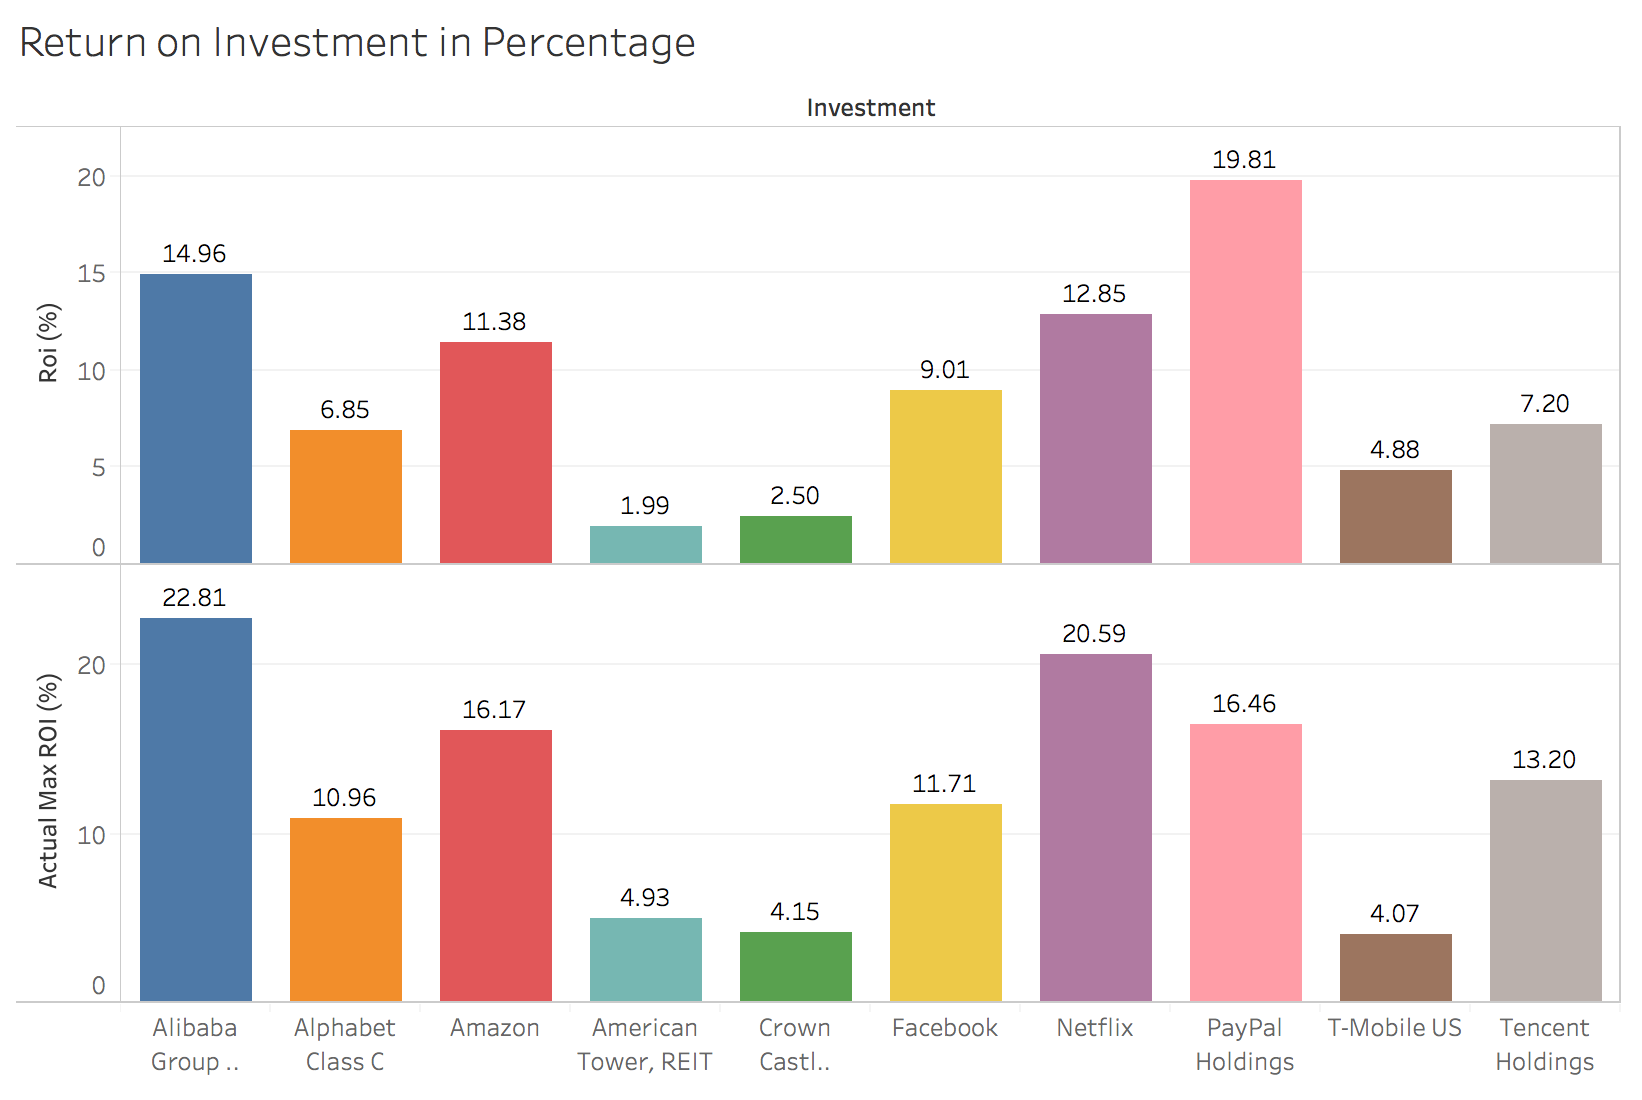 Return on Investment in Percentage
Investment
Roi (%)
20
15
10
5
0
14.96
6.85
11.38
1.99
2.50
9.01
12.85
19.81
4.88
7.20
Actual Max ROI (%)
20
10
0
22.81
10.96
16.17
4.93
4.15
11.71
20.59
16.46
4.07
13.20
Alibaba
Group ..
Alphabet
Class C
Amazon
American
Tower, REIT
Crown
Castl..
Facebook
Netflix
PayPal
Holdings
T-Mobile US
Tencent
Holdings